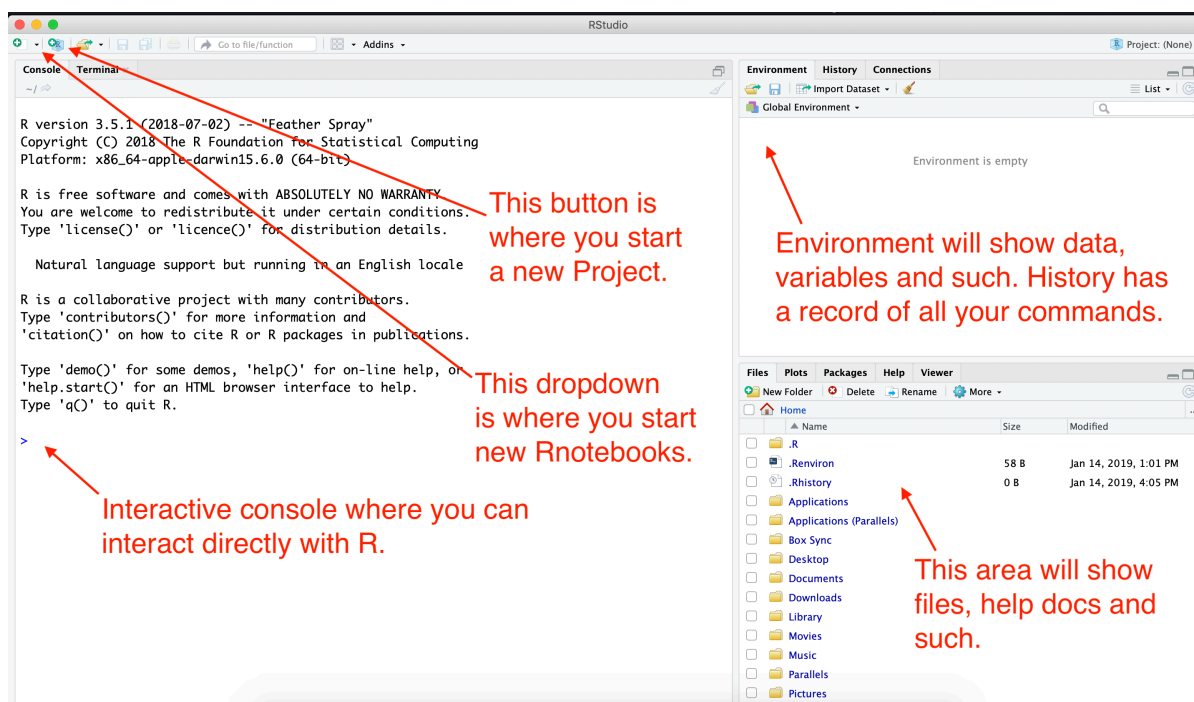 RStudio
Go to file/function
Addins
Project: (None)
Console Terminal
~/
R version 3.5.1 (2018-07-02) -- "Feather Spray"
Copyright (C) 2018 The R Foundation for Statistical Computing
Platform: x86_64-apple-darwin15.6.0 (64-bit)
R is free software and comes with ABSOLUTELY NO WARRANTY.
You are welcome to redistribute it under certain conditions.
Type 'license()' or 'licence()' for distribution details.
Natural language support but running in an English locale
R is a collaborative project with many contributors.
Type 'contributors()' for more information and
'citation()' on how to cite R or R packages in publications.
Type 'demo()' for some demos, 'help()' for on-line help, or
'help.start()' for an HTML browser interface to help.
Type 'q()' to quit R.
>
This button is
where you start
a new Project.
This dropdown
is where you start
new Rnotebooks.
Interactive console where you can
interact directly with R.
Environment History Connections
Import Dataset
List
Global Environment
Environment is empty
Environment will show data,
variables and such. History has
a record of all your commands.
Files Plots Packages Help Viewer
New Folder Delete Rename More
Home
Name Size Modified
.R
.Renviron 58 B Jan 14, 2019, 1:01 PM
.Rhistory 0 B Jan 14, 2019, 4:05 PM
Applications
Applications (Parallels)
Box Sync
Desktop
Documents
Downloads
Library
Movies
Music
Parallels
Pictures
This area will show
files, help docs and
such.